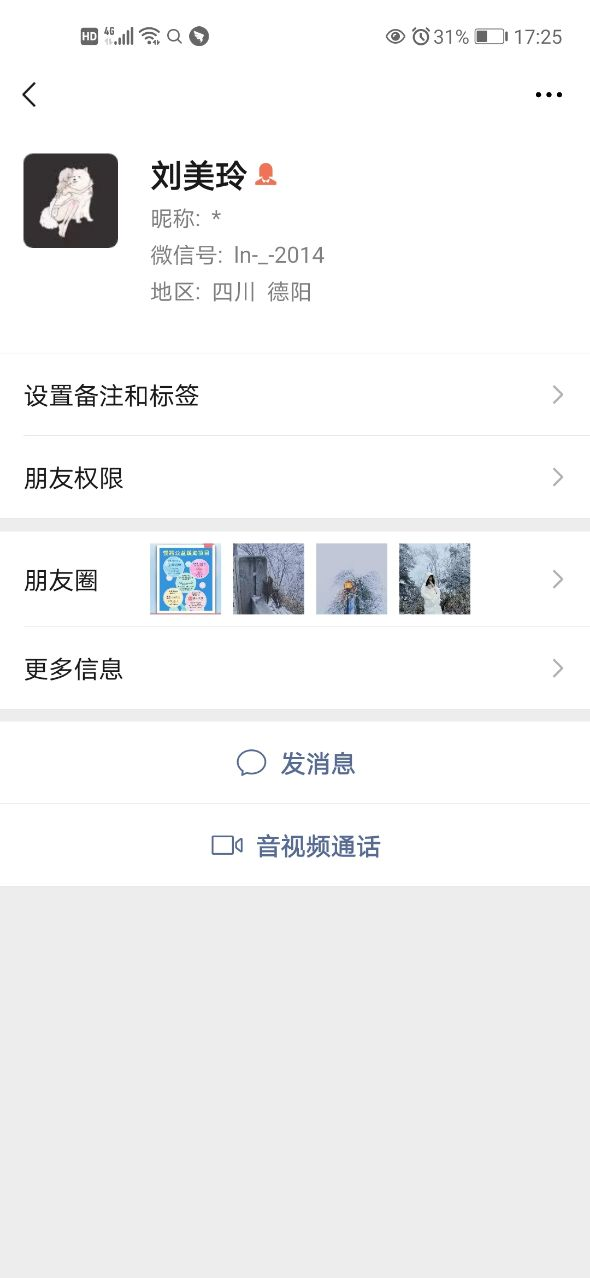 HD 4G 31% 17:25
刘美玲
昵称: *
微信号: ln-_-2014
地区: 四川 德阳
设置备注和标签
朋友权限
朋友圈
更多信息
发消息
音视频通话